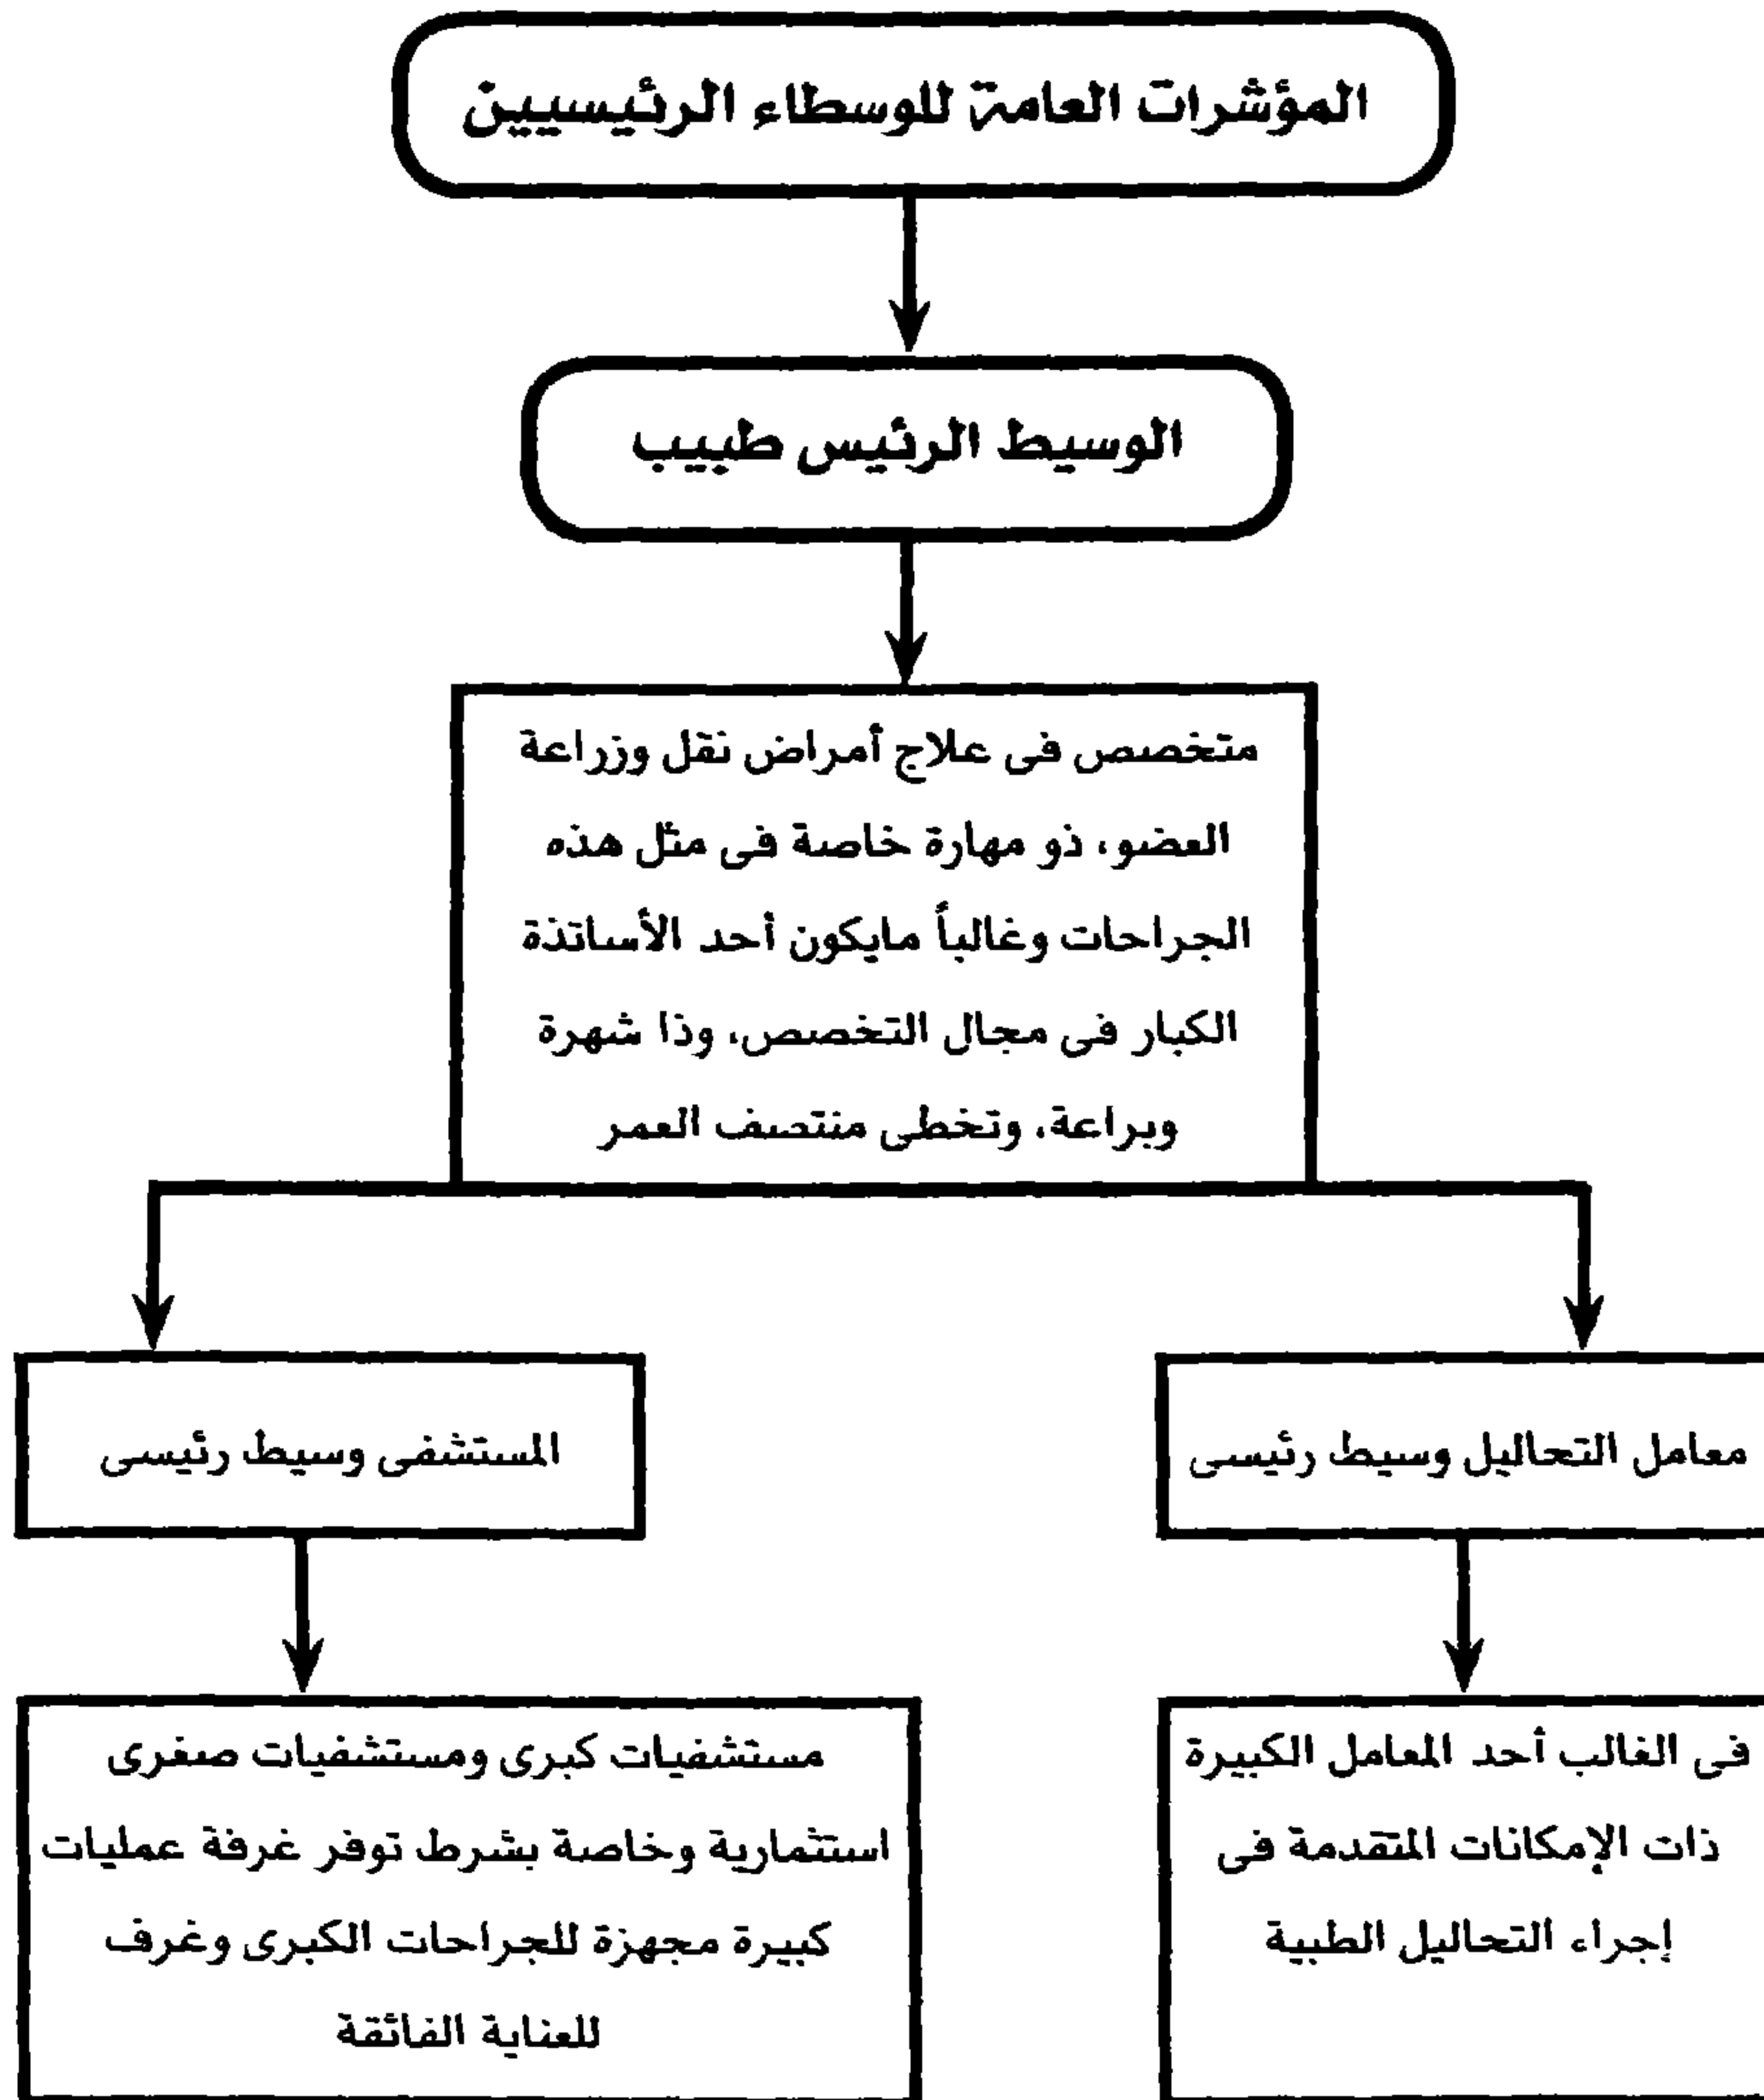 المؤشرات العامة للوسطاء الرئيسيين
الوسيط الرئيس طبيب
متخصص فى علاج أمراض نقل وزراعة
العضو، ذو مهارة خاصة فى مثل هذه
الجراحات وغالباً مايكون أحد الأساتذة
الكبار فى مجال التخصص، وذا شهرة
وبراعة، وتخطى منتصف العمر
معامل التحاليل وسيط رئيسى
المستشفى وسيط رئيسى
فى الغالب أحد المعامل الكبيرة
ذات الإمكانات المتقدمة فى
إجراء التحاليل الطبية
مستشفيات كبرى ومستشفيات صغرى
استثمارية وخاصة بشرط توفر غرفة عمليات
كبيرة مجهزة للجراحات الكبرى وغرف
للعناية الفائقة